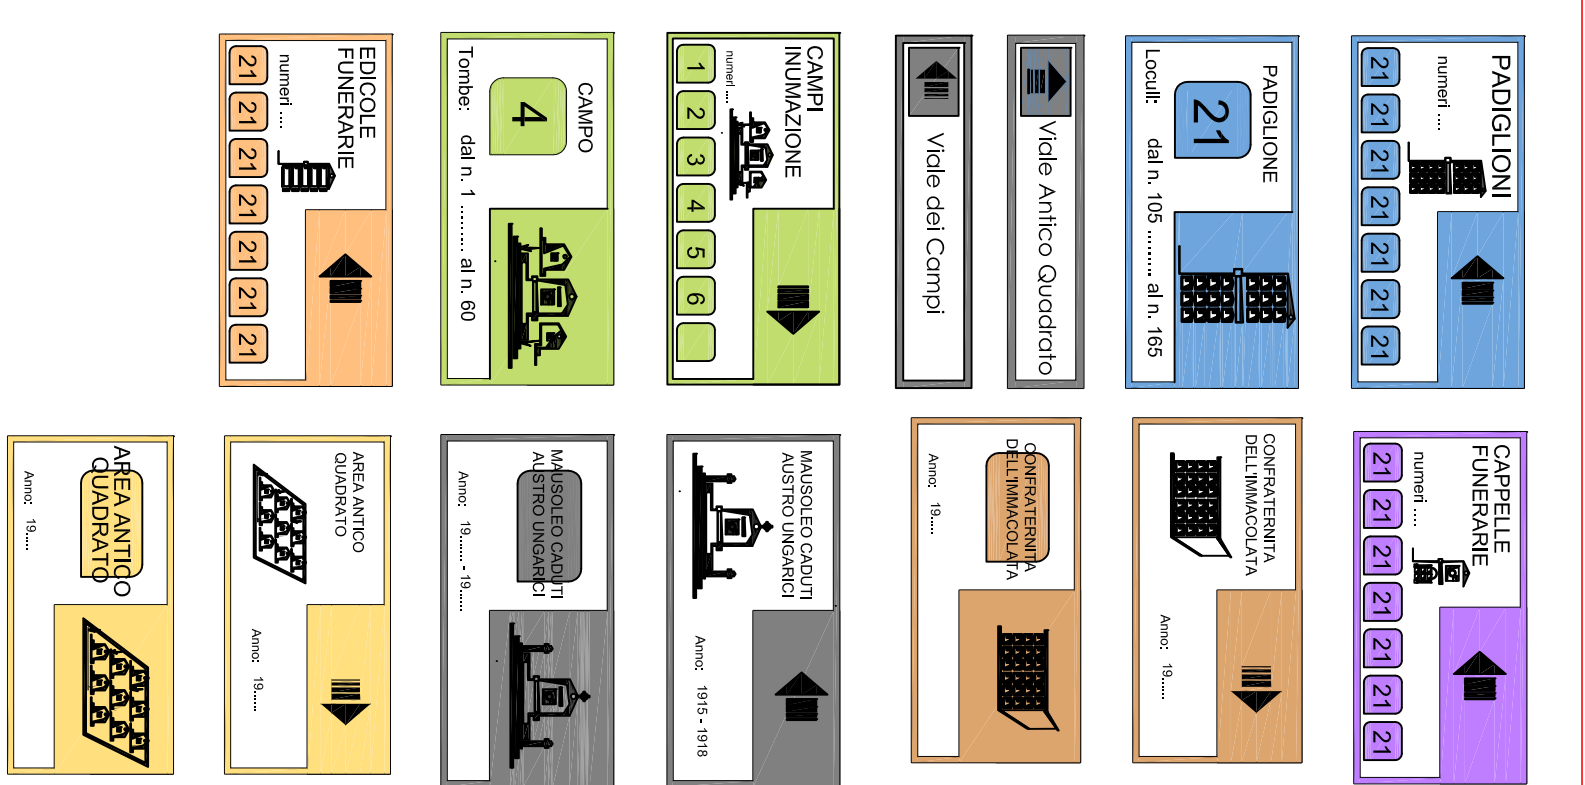 EDICOLE
FUNERARIE
numeri ....
21
21
21
21
21
21
21
CAMPO
4
Tombe: dal n. 1 .......... al n. 60
CAMPI
INUMAZIONE
numeri ....
1
2
3
4
5
6
Viale dei Campi
Viale Antico Quadrato
PADIGLIONE
21
Loculi: dal n. 105 .......... al n. 165
PADIGLIONI
numeri ....
21
21
21
21
21
21
21
AREA ANTICO
QUADRATO
Anno: 19......
AREA ANTICO
QUADRATO
Anno: 19......
MAUSOLEO CADUTI
AUSTRO UNGARICI
Anno: 19....... - 19......
MAUSOLEO CADUTI
AUSTRO UNGARICI
Anno: 1915 - 1918
CONFRATERNITA
DELL'IMMACOLATA
Anno: 19.....
CONFRATERNITA
DELL'IMMACOLATA
Anno: 19......
CAPPELLE
FUNERARIE
numeri ....
21
21
21
21
21
21
21